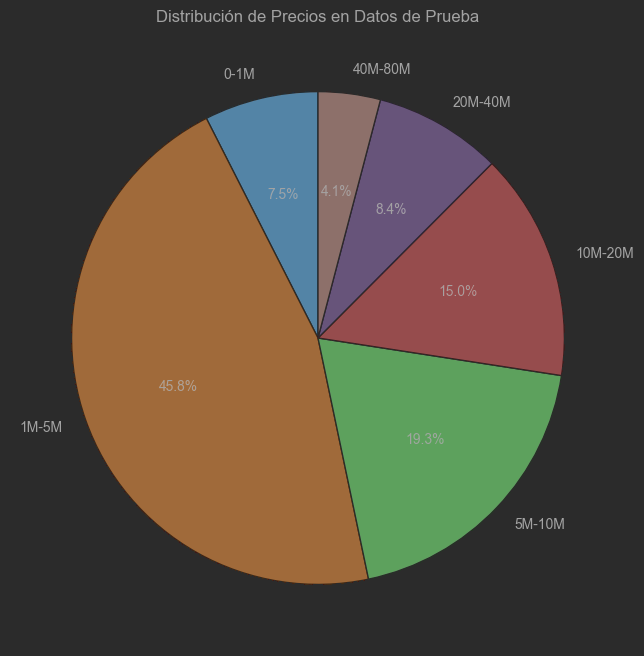 Distribución de Precios en Datos de Prueba
0-1M
40M-80M
20M-40M
7.5%
4.1%
8.4%
10M-20M
15.0%
45.8%
1M-5M
19.3%
5M-10M